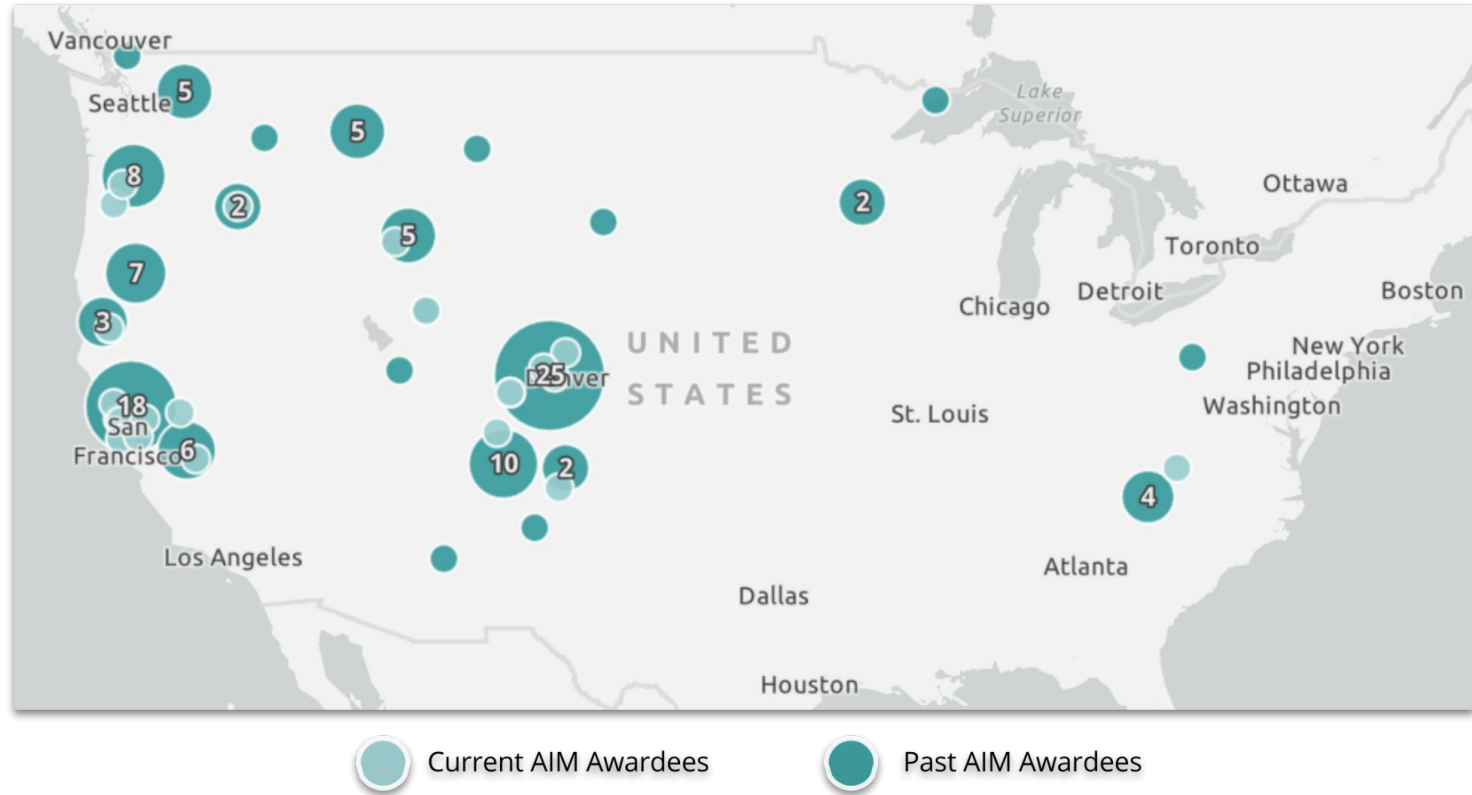 Vancouver
5
Seattle
Lake
Superior
5
8
Ottawa
2
2
5
Toronto
7
Detroit
Boston
Chicago
3
UNITED
New York
25
Denver
Philadelphia
STATES
18
Washington
St. Louis
San
Francisco
6
10
2
4
Los Angeles
Atlanta
Dallas
Houston
Current AIM Awardees
Past AIM Awardees